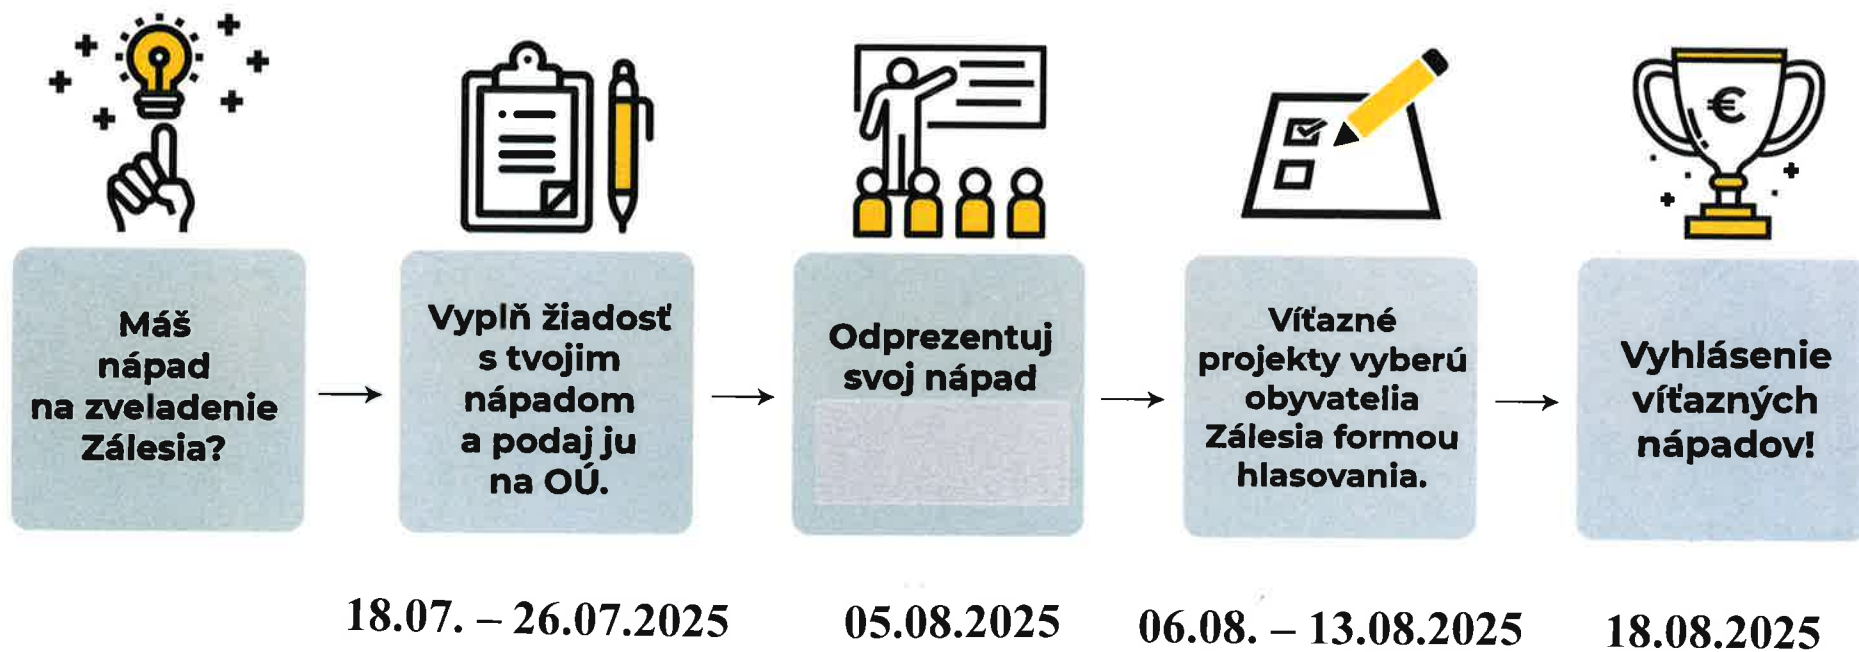 €
Máš
nápad
na zveladenie
Zálesia?
Vyplň žiadosť
s tvojim
nápadom
a podaj ju
na OÚ.
Odprezentuj
svoj nápad
Víťazné
projekty vyberú
obyvatelia
Zálesia formou
hlasovania.
Vyhlásenie
víťazných
nápadov!
18.07. – 26.07.2025
05.08.2025
06.08. – 13.08.2025
18.08.2025